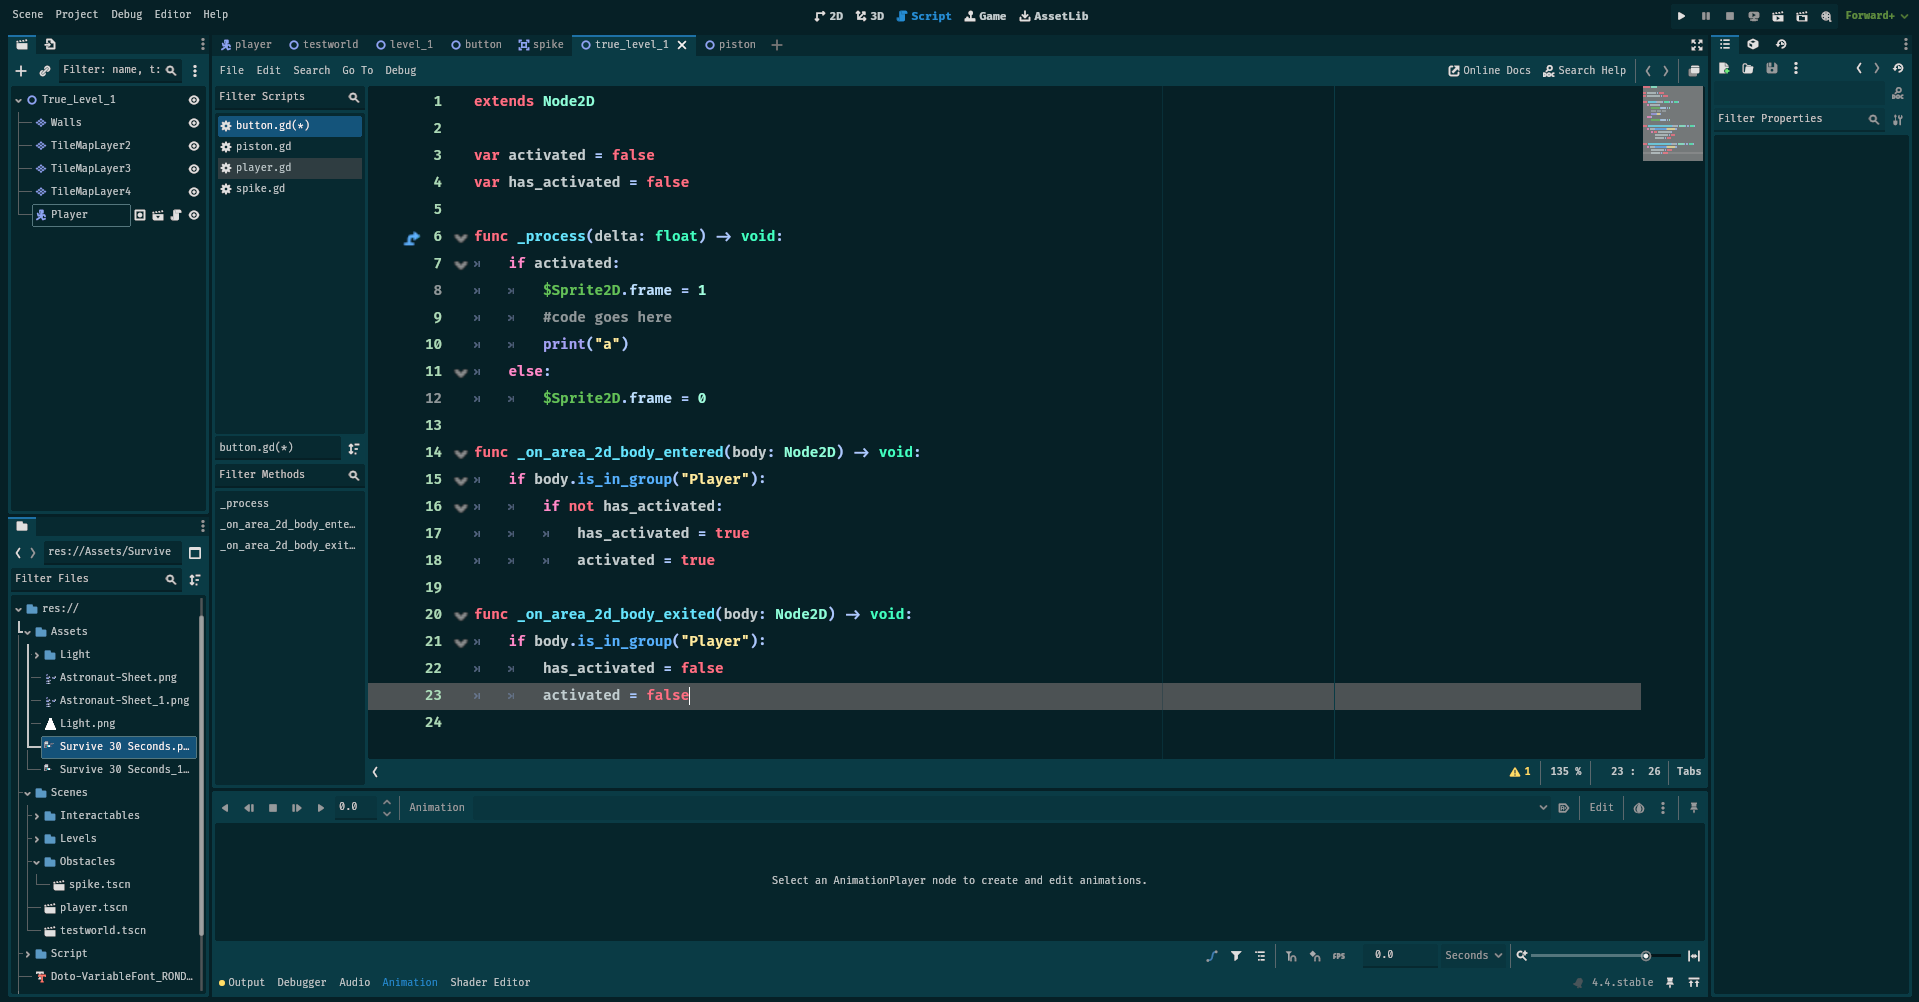 Scene Project Debug Editor Help
2D 3D Script Game AssetLib
Forward+
player testworld level_1 button spike true_level_1 piston
Filter: name, t:
File Edit Search Go To Debug
Online Docs Search Help
True_Level_1
Walls
TileMapLayer2
TileMapLayer3
TileMapLayer4
Player
Filter Scripts
button.gd(*)
piston.gd
player.gd
spike.gd
button.gd(*)
Filter Methods
_process
_on_area_2d_body_ente…
_on_area_2d_body_exit…
1 extends Node2D
2
3 var activated = false
4 var has_activated = false
5
6 func _process(delta: float) -> void:
7 if activated:
8 $Sprite2D.frame = 1
9 #code goes here
10 print("a")
11 else:
12 $Sprite2D.frame = 0
13
14 func _on_area_2d_body_entered(body: Node2D) -> void:
15 if body.is_in_group("Player"):
16 if not has_activated:
17 has_activated = true
18 activated = true
19
20 func _on_area_2d_body_exited(body: Node2D) -> void:
21 if body.is_in_group("Player"):
22 has_activated = false
23 activated = false
24
1 135 % 23 : 26 Tabs
Filter Properties
res://Assets/Survive
Filter Files
res://
Assets
Light
Astronaut-Sheet.png
Astronaut-Sheet_1.png
Light.png
Survive 30 Seconds.p…
Survive 30 Seconds_1…
Scenes
Interactables
Levels
Obstacles
spike.tscn
player.tscn
testworld.tscn
Script
Doto-VariableFont_ROND…
0.0 Animation Edit
Select an AnimationPlayer node to create and edit animations.
FPS 0.0 Seconds
Output Debugger Audio Animation Shader Editor
4.4.stable